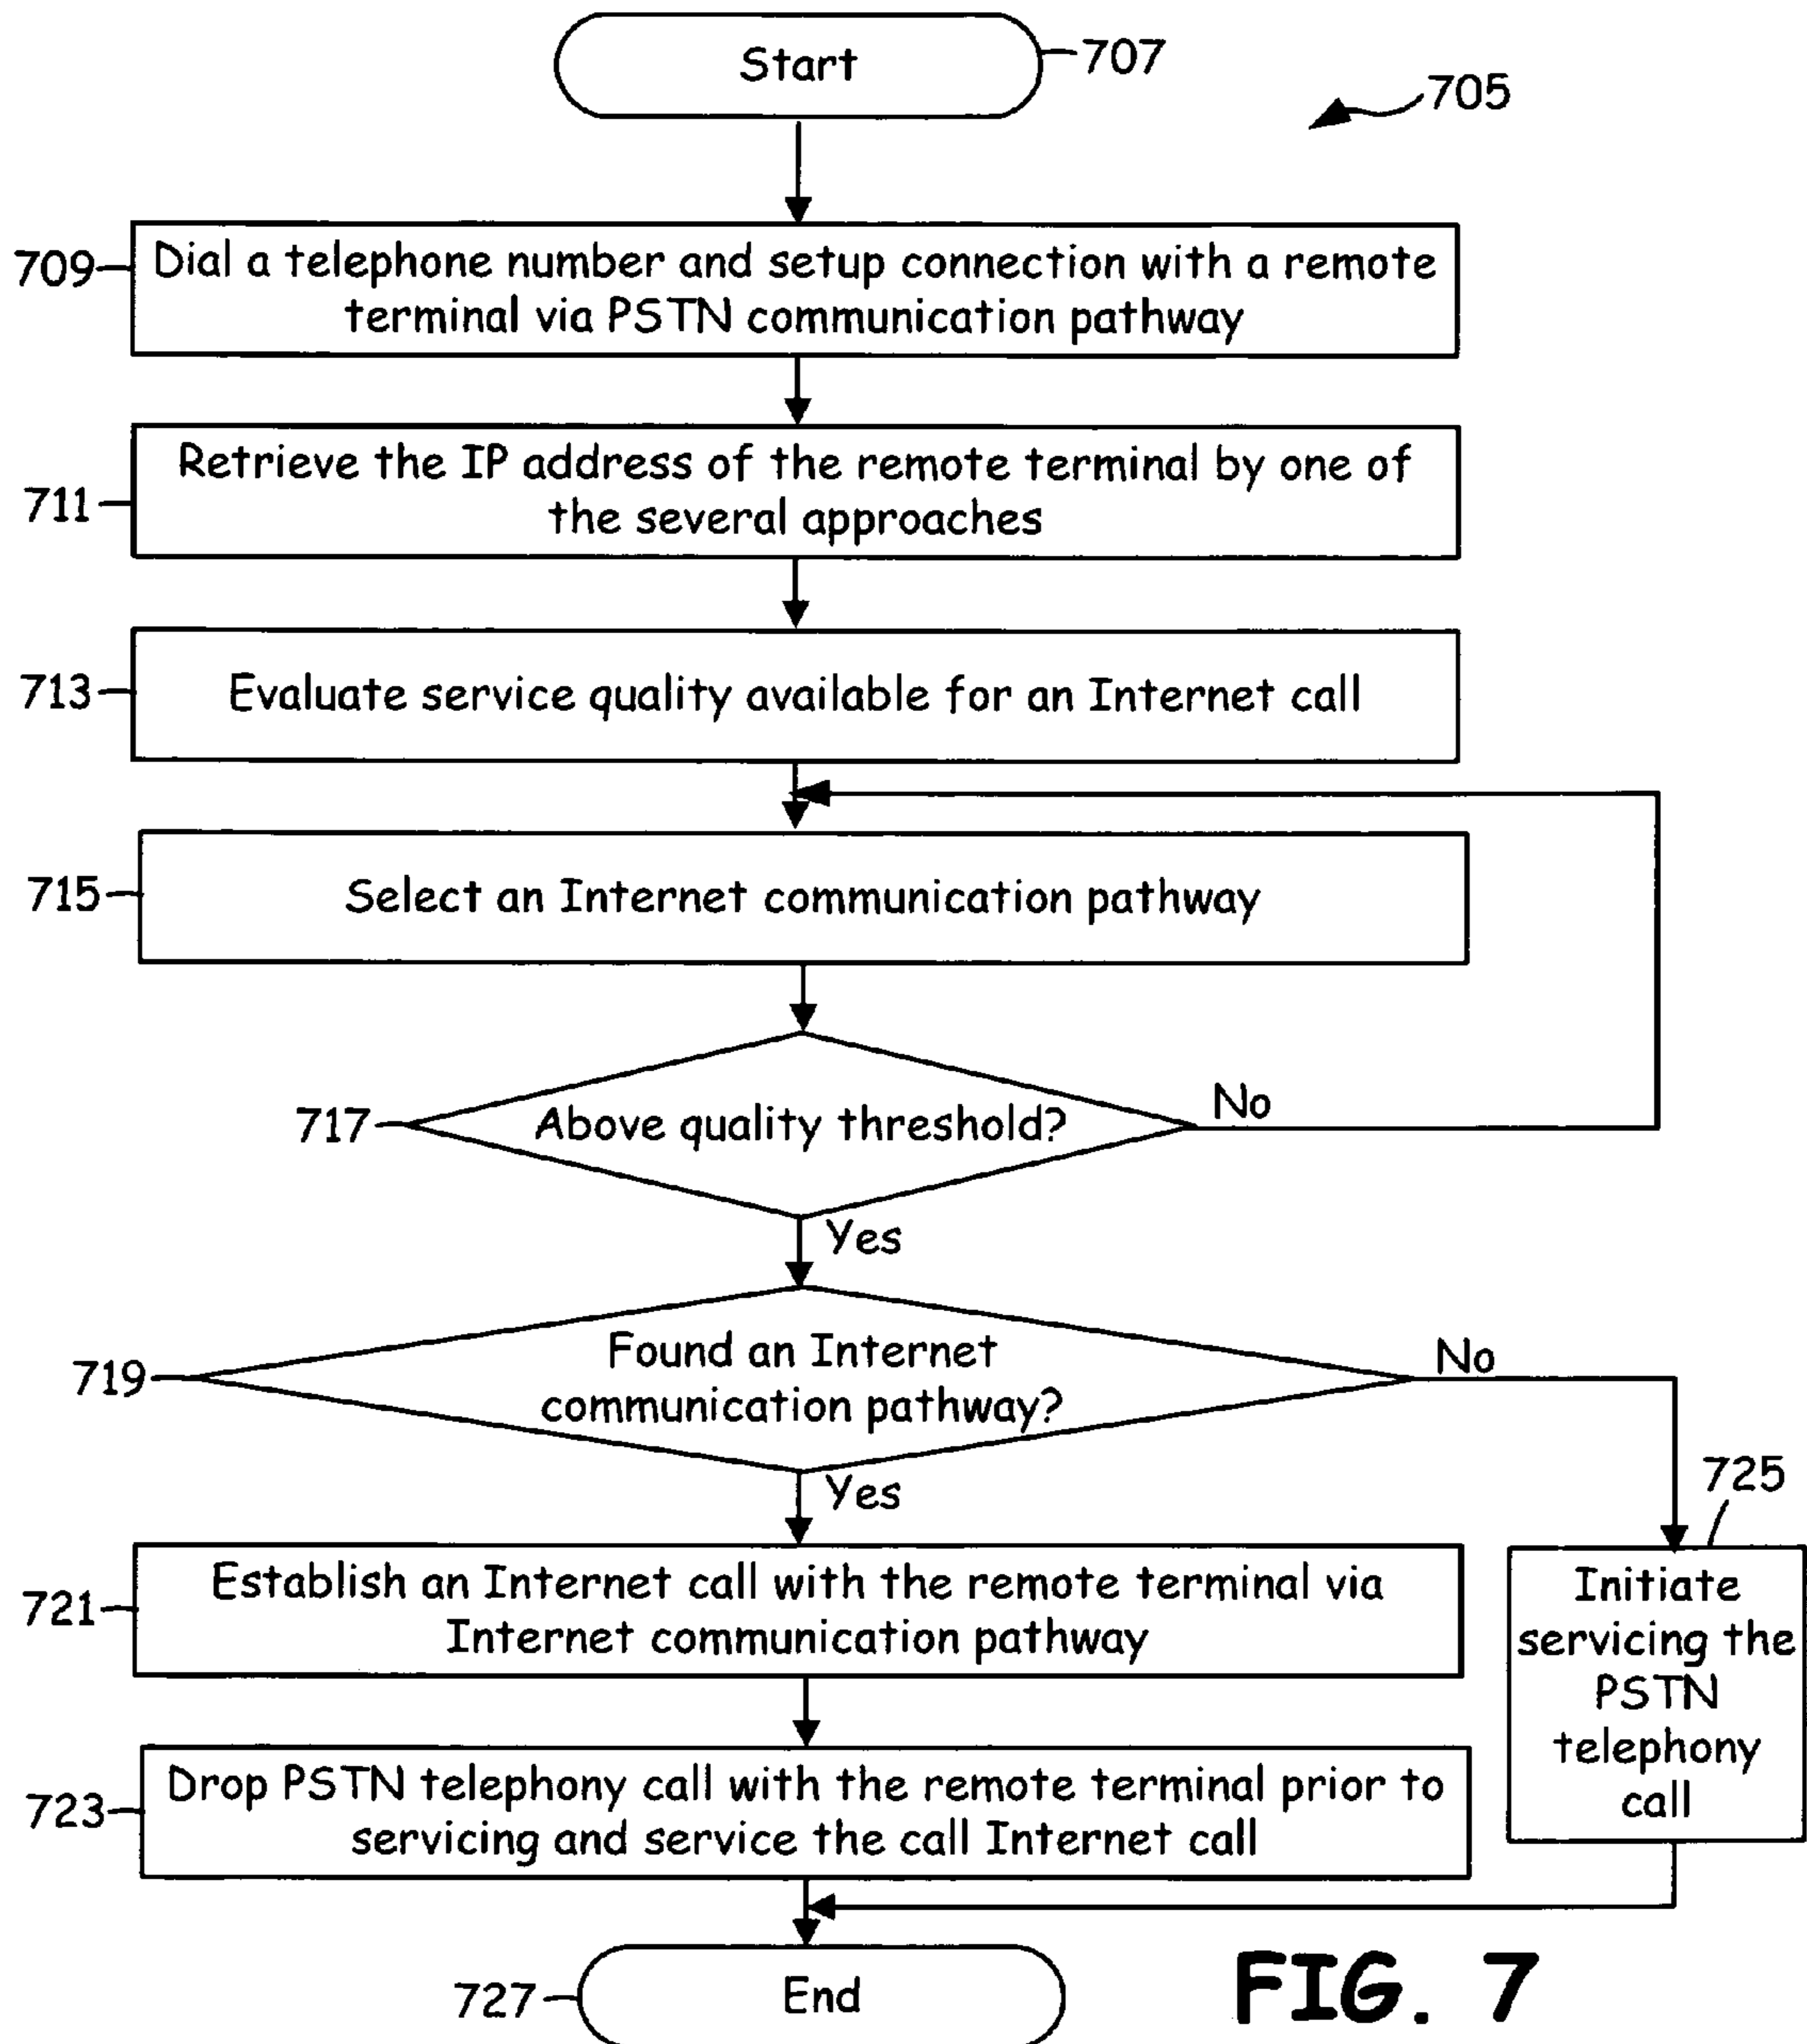 Start
707
705
709
Dial a telephone number and setup connection with a remote
terminal via PSTN communication pathway
711
Retrieve the IP address of the remote terminal by one of
the several approaches
713
Evaluate service quality available for an Internet call
715
Select an Internet communication pathway
717
Above quality threshold?
No
Yes
719
Found an Internet
communication pathway?
No
Yes
725
721
Establish an Internet call with the remote terminal via
Internet communication pathway
Initiate
servicing the
PSTN
telephony
call
723
Drop PSTN telephony call with the remote terminal prior to
servicing and service the call Internet call
727
End
FIG. 7